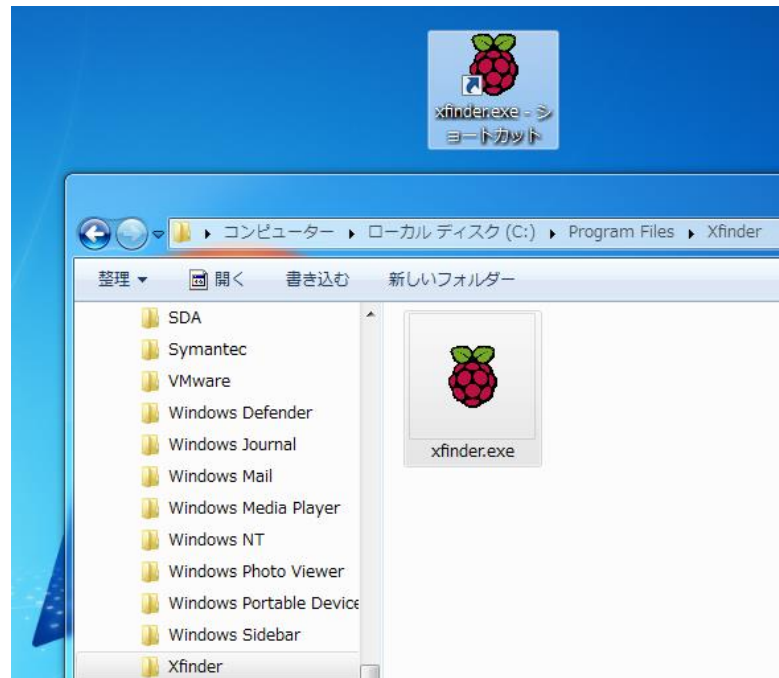 xfinder.exe - シ
ョートカット
コンピューター ローカル ディスク (C:) Program Files Xfinder
整理 開く 書き込む 新しいフォルダー
SDA
Symantec
VMware
Windows Defender
Windows Journal
Windows Mail
Windows Media Player
Windows NT
Windows Photo Viewer
Windows Portable Device
Windows Sidebar
Xfinder
xfinder.exe